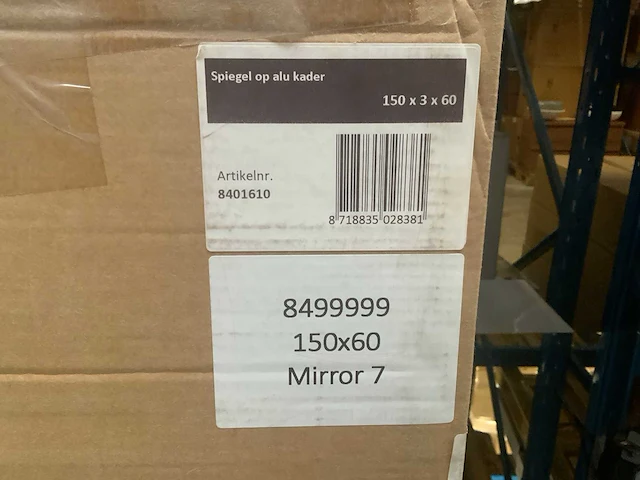 Spiegel op alu kader
150 x 3 x 60
Artikelnr.
8401610
8 718835 028381
8499999
150x60
Mirror 7